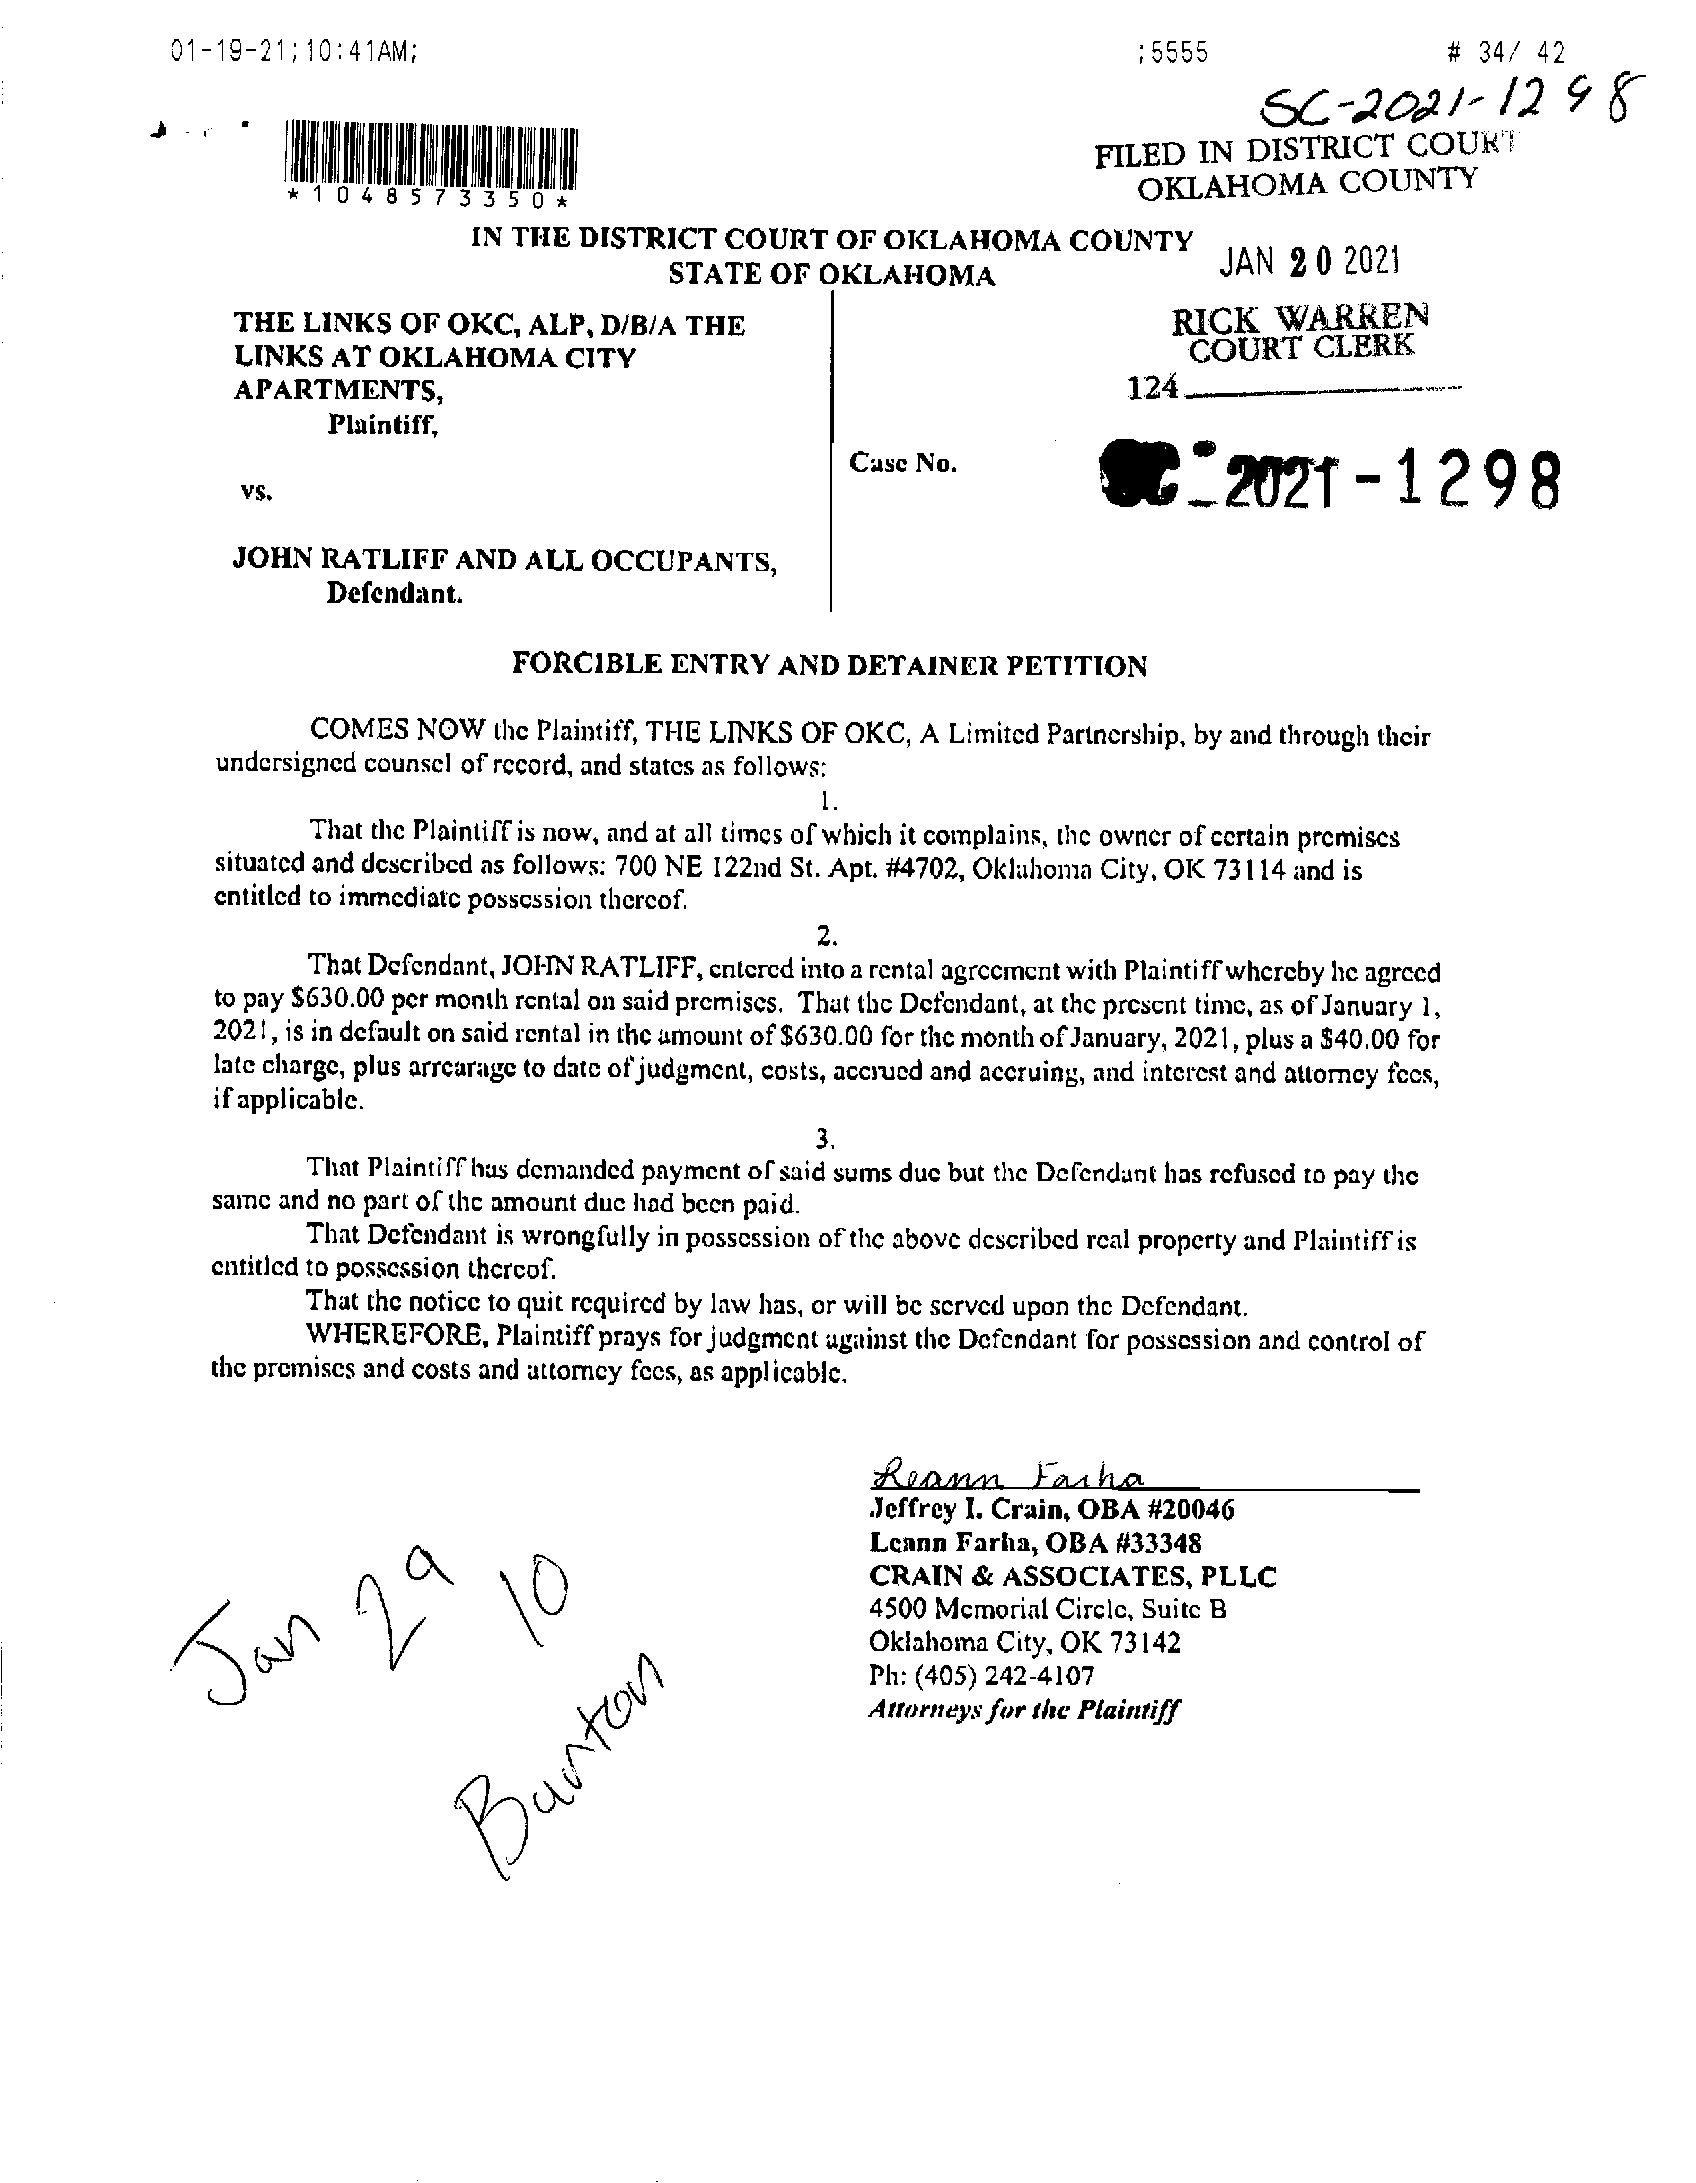 01-19-21;10:41AM; ;5555 # 34/ 42
SC-2021-1298
*1048573350*
FILED IN DISTRICT COURT
OKLAHOMA COUNTY
IN THE DISTRICT COURT OF OKLAHOMA COUNTY
STATE OF OKLAHOMA
JAN 20 2021
THE LINKS OF OKC, ALP, D/B/A THE
LINKS AT OKLAHOMA CITY
APARTMENTS,
Plaintiff,
RICK WARREN
COURT CLERK
124
Case No.
SC-2021-1298
vs.
JOHN RATLIFF AND ALL OCCUPANTS,
Defendant.
FORCIBLE ENTRY AND DETAINER PETITION
COMES NOW the Plaintiff, THE LINKS OF OKC, A Limited Partnership, by and through their
undersigned counsel of record, and states as follows:
1.
That the Plaintiff is now, and at all times of which it complains, the owner of certain premises
situated and described as follows: 700 NE 122nd St. Apt. #4702, Oklahoma City, OK 73114 and is
entitled to immediate possession thereof.
2.
That Defendant, JOHN RATLIFF, entered into a rental agreement with Plaintiff whereby he agreed
to pay $630.00 per month rental on said premises. That the Defendant, at the present time, as of January 1,
2021, is in default on said rental in the amount of $630.00 for the month of January, 2021, plus a $40.00 for
late charge, plus arrearage to date of judgment, costs, accrued and accruing, and interest and attorney fees,
if applicable.
3.
That Plaintiff has demanded payment of said sums due but the Defendant has refused to pay the
same and no part of the amount due had been paid.
That Defendant is wrongfully in possession of the above described real property and Plaintiff is
entitled to possession thereof.
That the notice to quit required by law has, or will be served upon the Defendant.
WHEREFORE, Plaintiff prays for judgment against the Defendant for possession and control of
the premises and costs and attorney fees, as applicable.
Leann Farha
Jeffrey I. Crain, OBA #20046
Leann Farha, OBA #33348
CRAIN & ASSOCIATES, PLLC
4500 Memorial Circle, Suite B
Oklahoma City, OK 73142
Ph: (405) 242-4107
Attorneys for the Plaintiff
Jan 29 10
Bunton